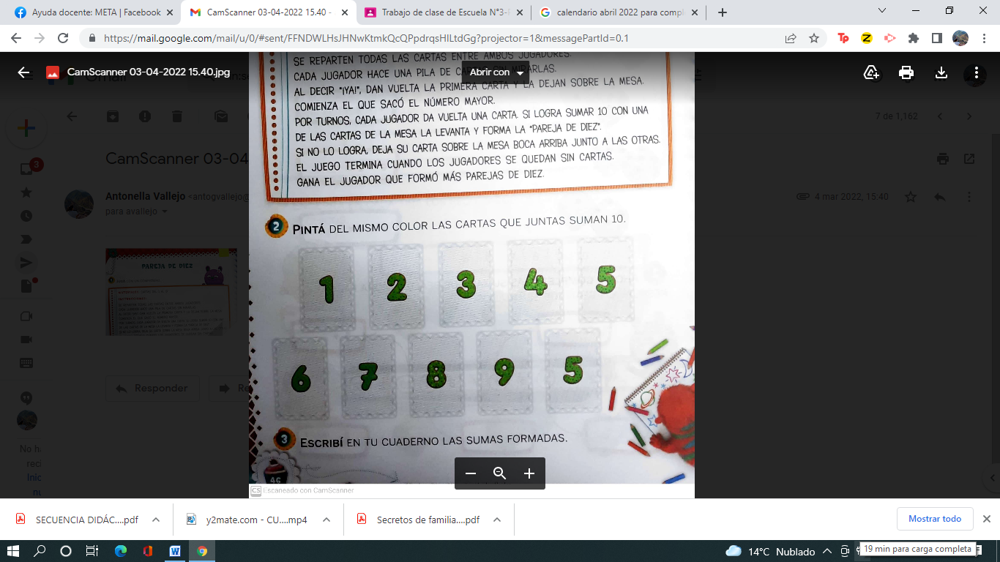 Ayuda docente: META | Facebook
CamScanner 03-04-2022 15.40 -
Trabajo de clase de Escuela N°3-
calendario abril 2022 para compl
https://mail.google.com/mail/u/0/#sent/FFNDWLHsJHNwKtmkQcQPpdrqsHlLtdGg?projector=1&messagePartId=0.1
CamScanner 03-04-2022 15.40.jpg
Abrir con
SE REPARTEN TODAS LAS CARTAS ENTRE AMBOS JUGADORES.
CADA JUGADOR HACE UNA PILA DE CARTAS SIN MIRARLAS.
AL DECIR "¡YA!", DAN VUELTA LA PRIMERA CARTA Y LA DEJAN SOBRE LA MESA.
COMIENZA EL QUE SACÓ EL NÚMERO MAYOR.
POR TURNOS, CADA JUGADOR DA VUELTA UNA CARTA. SI LOGRA SUMAR 10 CON UNA
DE LAS CARTAS DE LA MESA LA LEVANTA Y FORMA LA "PAREJA DE DIEZ".
SI NO LO LOGRA, DEJA SU CARTA SOBRE LA MESA BOCA ARRIBA JUNTO A LAS OTRAS.
EL JUEGO TERMINA CUANDO LOS JUGADORES SE QUEDAN SIN CARTAS.
GANA EL JUGADOR QUE FORMÓ MÁS PAREJAS DE DIEZ.
7 de 1,162
CamScanner 03-04
3
Antonella Vallejo <antogvallejo@
para avallejo
4 mar 2022, 15:40
PAREJA DE DIEZ
2 PINTÁ DEL MISMO COLOR LAS CARTAS QUE JUNTAS SUMAN 10.
1 2 3 4 5
6 7 8 9 5
Responder
Re
3 ESCRIBÍ EN TU CUADERNO LAS SUMAS FORMADAS.
46
No ha
reci
Inic
nu
CS Escaneado con CamScanner
SECUENCIA DIDÁC....pdf
y2mate.com - CU....mp4
Secretos de familia....pdf
Mostrar todo
14°C Nublado
19 min para carga completa